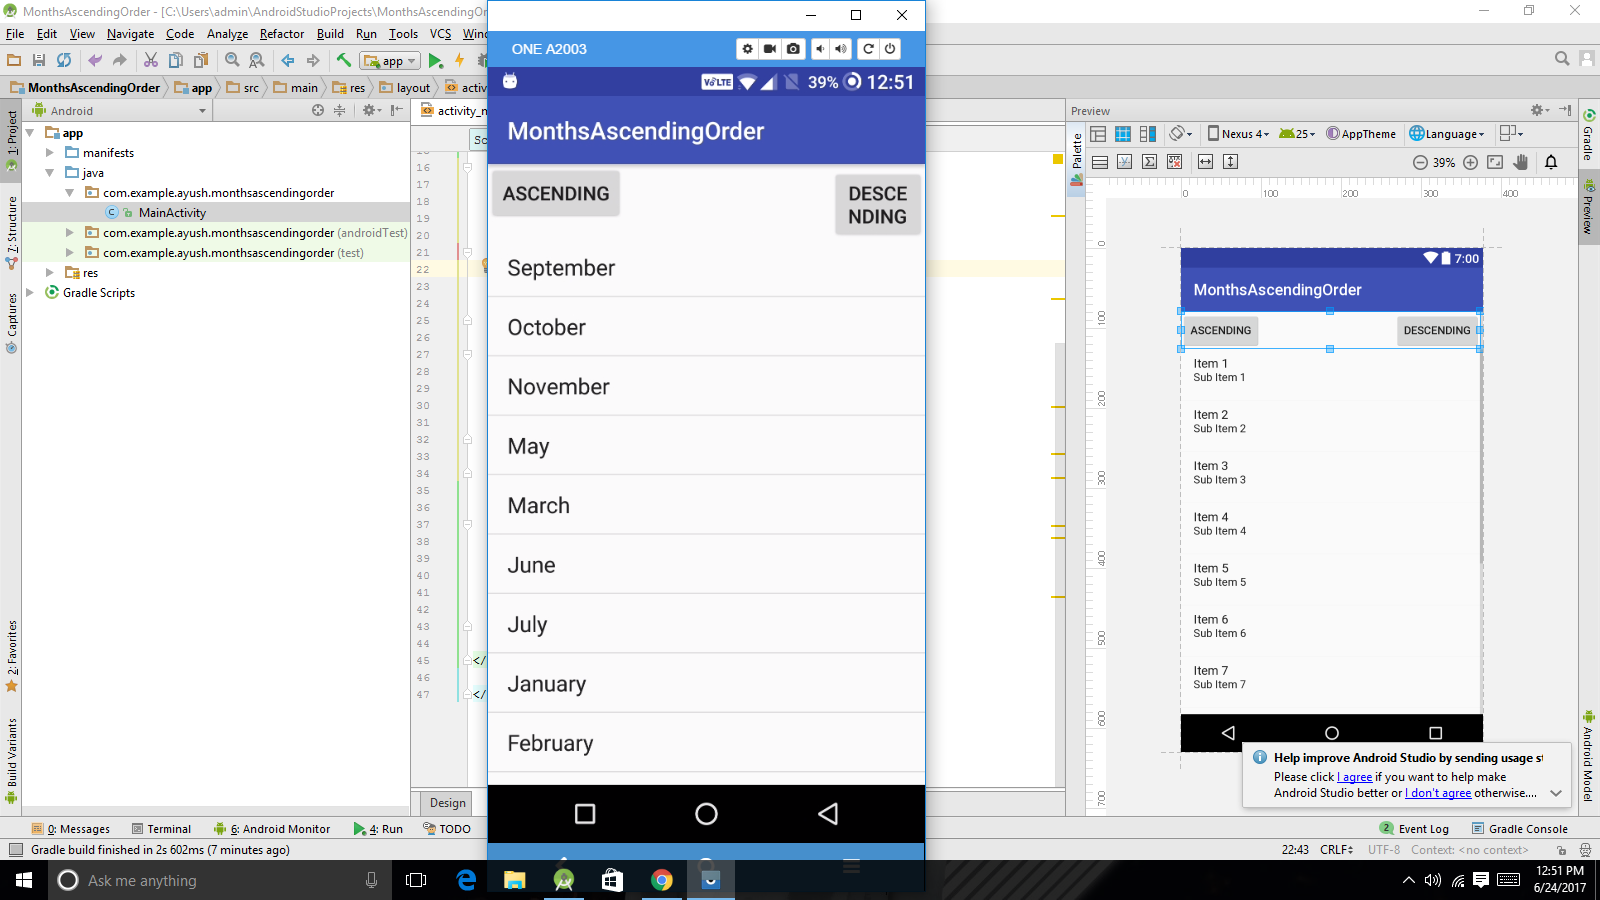 MonthsAscendingOrder - [C:\Users\admin\AndroidStudioProjects\MonthsAscendingO
File Edit View Navigate Code Analyze Refactor Build Run Tools VCS
app
MonthsAscendingOrder app src main res layout
Android
1: Project
7: Structure
Captures
2: Favorites
Build Variants
app
manifests
java
com.example.ayush.monthsascendingorder
MainActivity
com.example.ayush.monthsascendingorder (androidTest)
com.example.ayush.monthsascendingorder (test)
res
Gradle Scripts
16
17
18
19
20
21
22
23
24
25
26
27
28
29
30
31
32
33
34
35
36
37
38
39
40
41
42
43
44
45 </
46
47 </
Design
ONE A2003
VoLTE 39% 12:51
MonthsAscendingOrder
ASCENDING
DESCE
NDING
September
October
November
May
March
June
July
January
February
Preview
Palette
Nexus 4 25 AppTheme Language
39%
0 100 200 300 400
0
100
200
300
400
500
600
700
7:00
MonthsAscendingOrder
ASCENDING DESCENDING
Item 1
Sub Item 1
Item 2
Sub Item 2
Item 3
Sub Item 3
Item 4
Sub Item 4
Item 5
Sub Item 5
Item 6
Sub Item 6
Item 7
Sub Item 7
Gradle
Preview
Android Model
Help improve Android Studio by sending usage s
Please click I agree if you want to help make
Android Studio better or I don't agree otherwise....
0: Messages Terminal 6: Android Monitor 4: Run TODO
2 Event Log Gradle Console
Gradle build finished in 2s 602ms (7 minutes ago)
22:43 CRLF UTF-8 Context: <no context>
Ask me anything
12:51 PM
6/24/2017